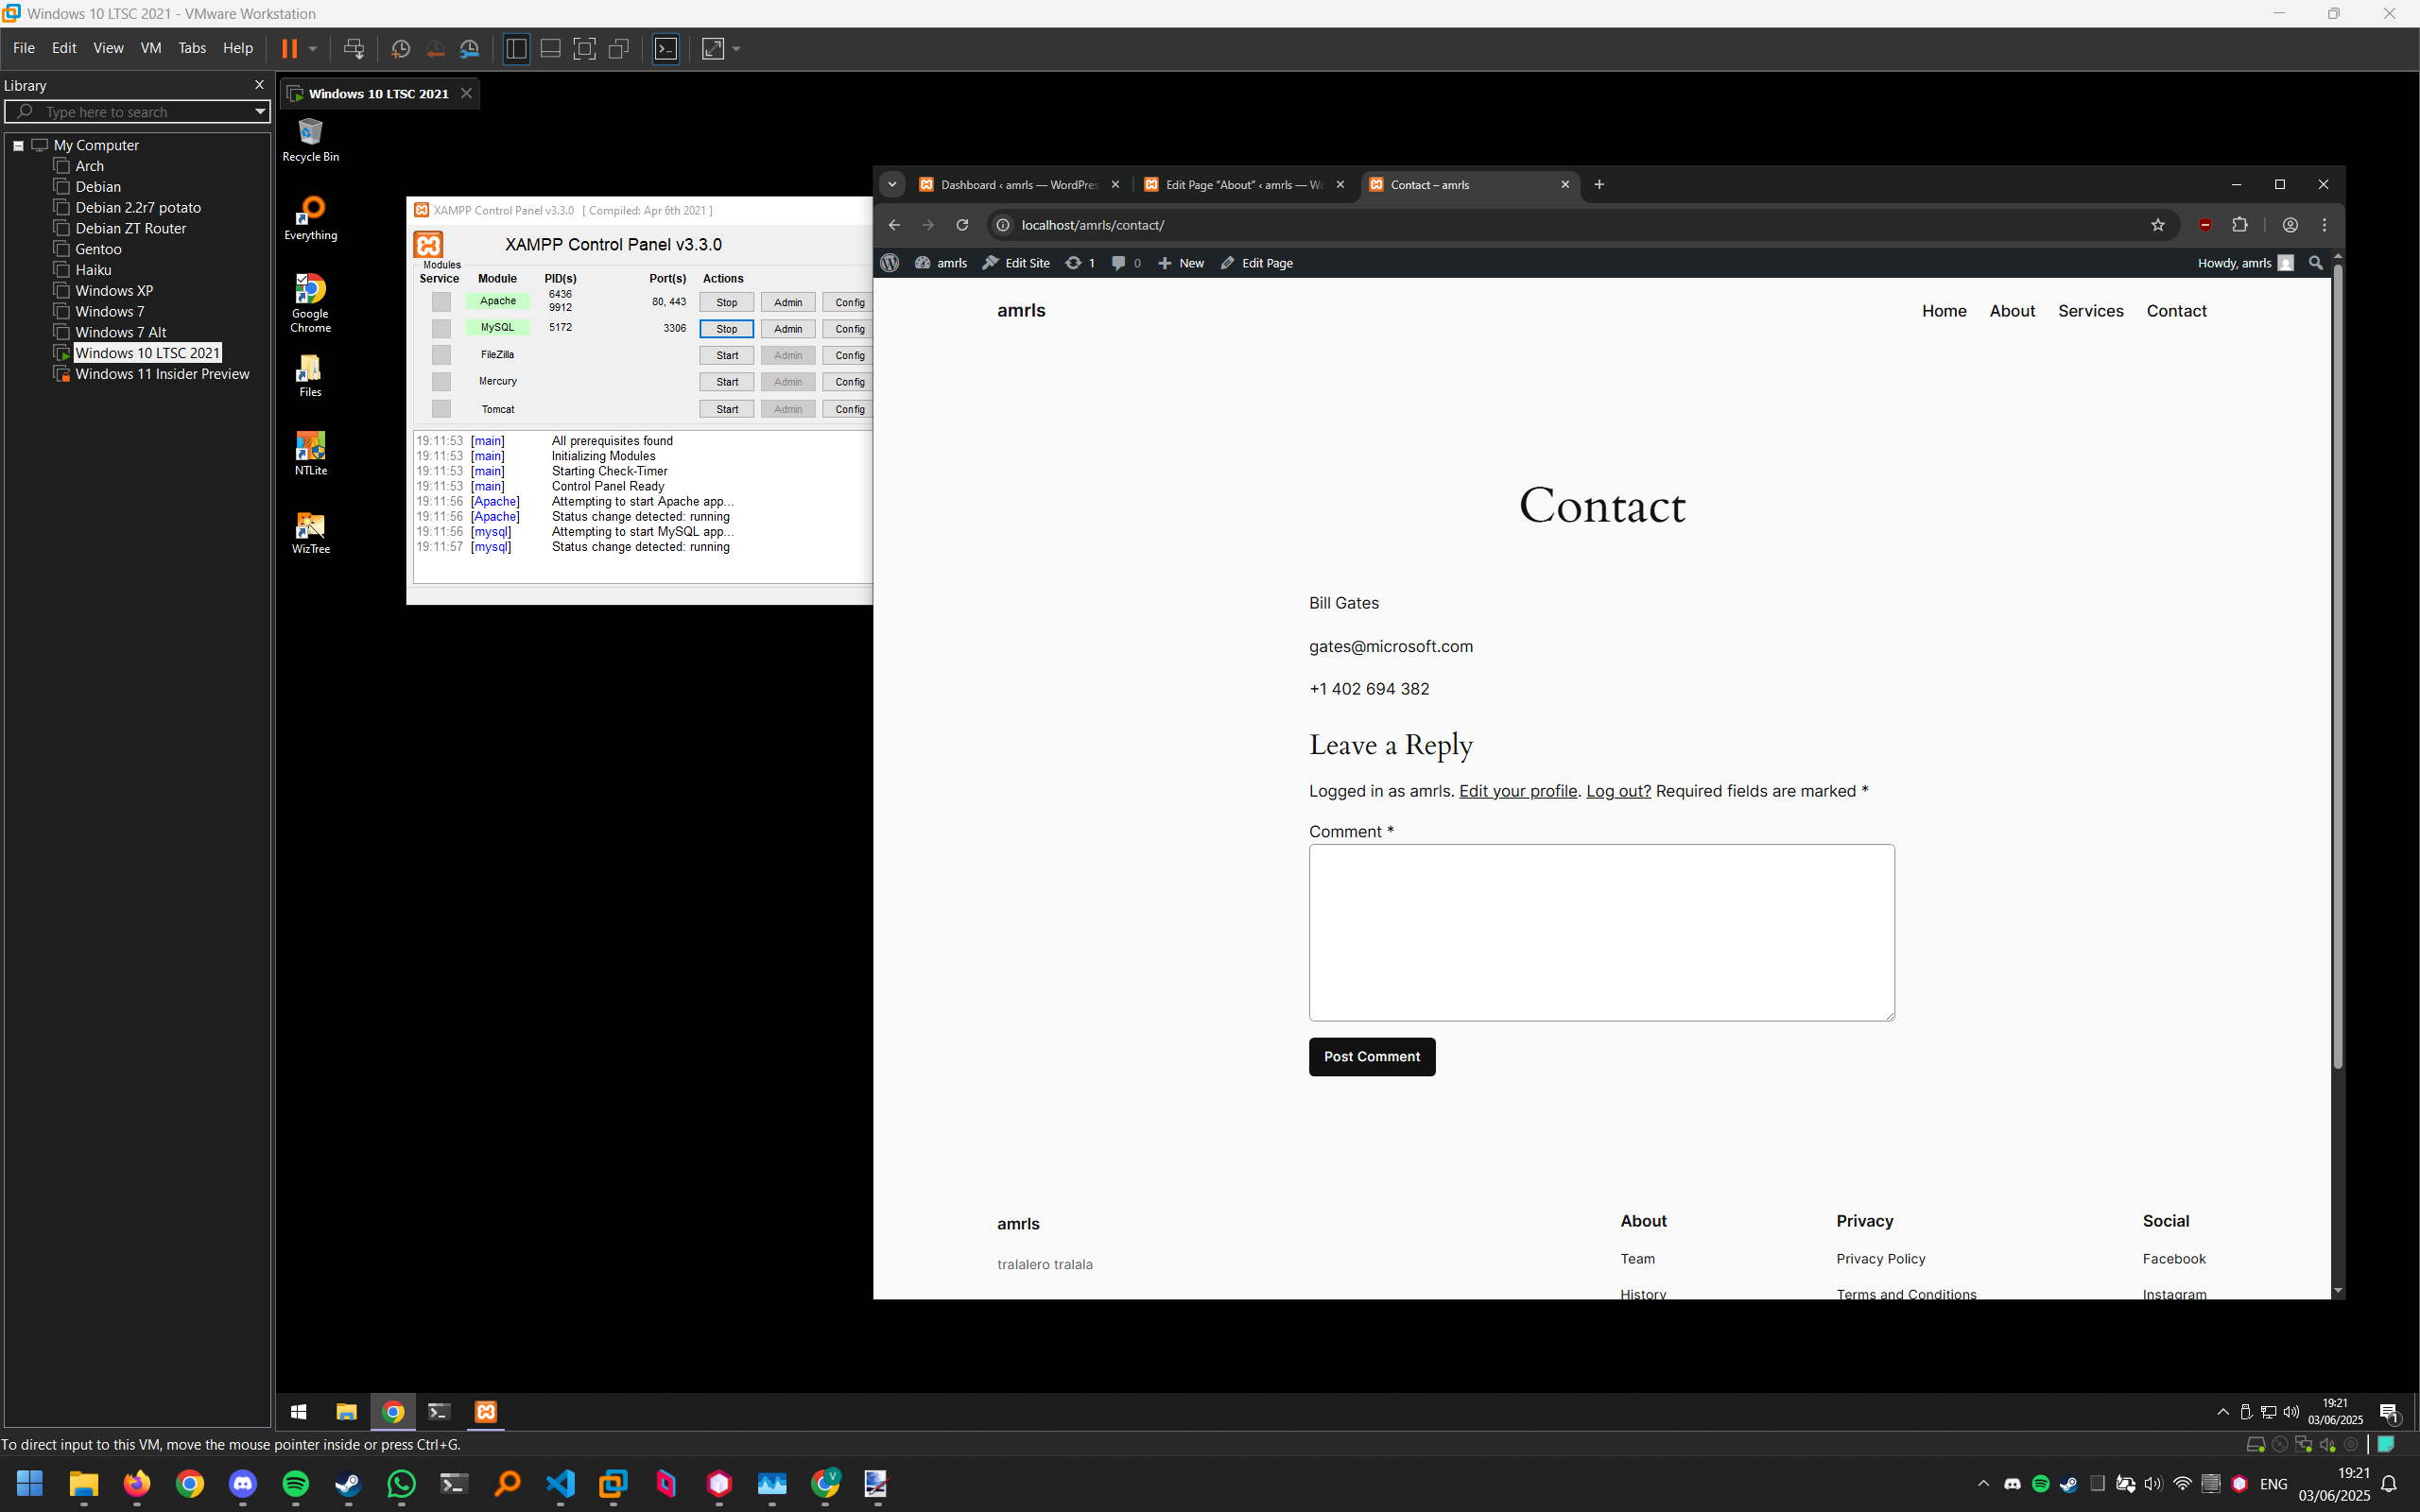 Windows 10 LTSC 2021 - VMware Workstation
File Edit View VM Tabs Help
Library
Type here to search
My Computer
Arch
Debian
Debian 2.2r7 potato
Debian ZT Router
Gentoo
Haiku
Windows XP
Windows 7
Windows 7 Alt
Windows 10 LTSC 2021
Windows 11 Insider Preview
Windows 10 LTSC 2021
Recycle Bin
Everything
Google
Chrome
Files
NTLite
WizTree
XAMPP Control Panel v3.3.0 [ Compiled: Apr 6th 2021 ]
XAMPP Control Panel v3.3.0
Modules
Service Module PID(s) Port(s) Actions
Apache 6436 9912 80, 443 Stop Admin Config
MySQL 5172 3306 Stop Admin Config
FileZilla Start Admin Config
Mercury Start Admin Config
Tomcat Start Admin Config
19:11:53 [main] All prerequisites found
19:11:53 [main] Initializing Modules
19:11:53 [main] Starting Check-Timer
19:11:53 [main] Control Panel Ready
19:11:56 [Apache] Attempting to start Apache app...
19:11:56 [Apache] Status change detected: running
19:11:56 [mysql] Attempting to start MySQL app...
19:11:57 [mysql] Status change detected: running
Dashboard ‹ amrls — WordPres
Edit Page "About" ‹ amrls — Wo
Contact – amrls
localhost/amrls/contact/
amrls Edit Site 1 0 New Edit Page Howdy, amrls
amrls Home About Services Contact
Contact
Bill Gates
gates@microsoft.com
+1 402 694 382
Leave a Reply
Logged in as amrls. Edit your profile. Log out? Required fields are marked *
Comment *
Post Comment
amrls
tralalero tralala
About
Team
History
Privacy
Privacy Policy
Terms and Conditions
Social
Facebook
Instagram
19:21
03/06/2025
1
To direct input to this VM, move the mouse pointer inside or press Ctrl+G.
V
ENG
19:21
03/06/2025